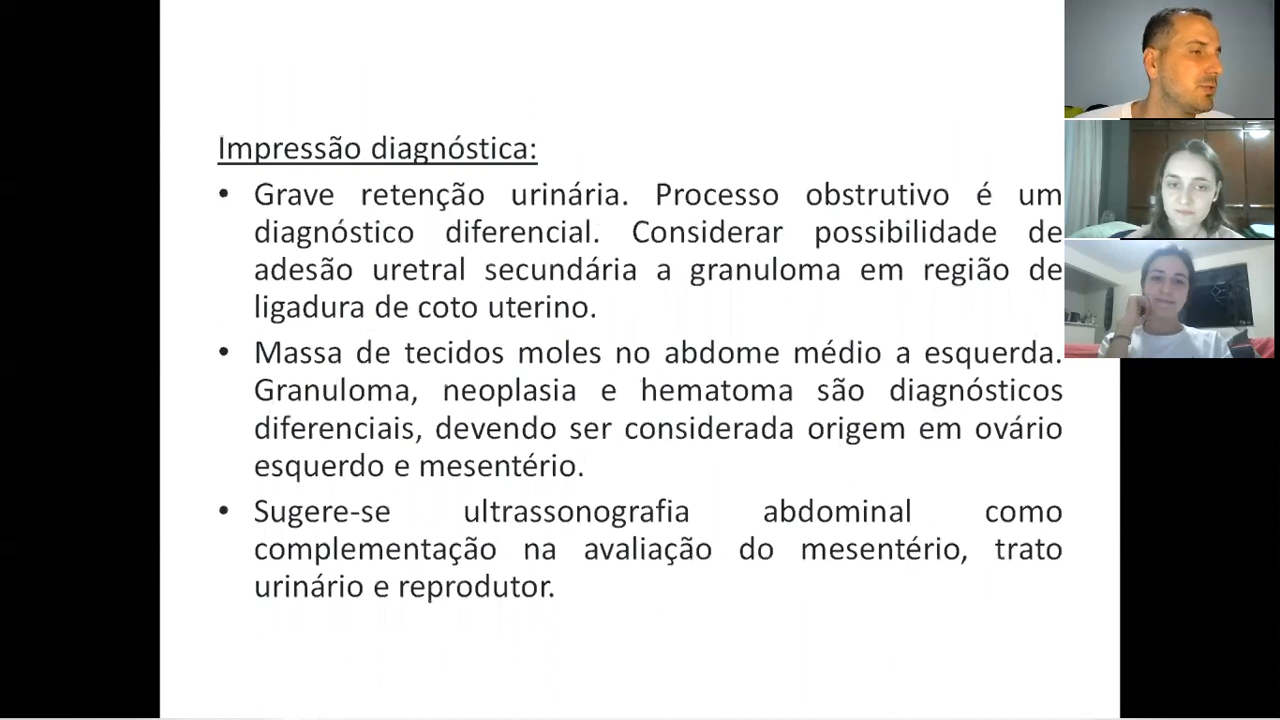 Impressão diagnóstica:
• Grave retenção urinária. Processo obstrutivo é um
diagnóstico diferencial. Considerar possibilidade de
adesão uretral secundária a granuloma em região de
ligadura de coto uterino.
• Massa de tecidos moles no abdome médio a esquerda.
Granuloma, neoplasia e hematoma são diagnósticos
diferenciais, devendo ser considerada origem em ovário
esquerdo e mesentério.
• Sugere-se ultrassonografia abdominal como
complementação na avaliação do mesentério, trato
urinário e reprodutor.